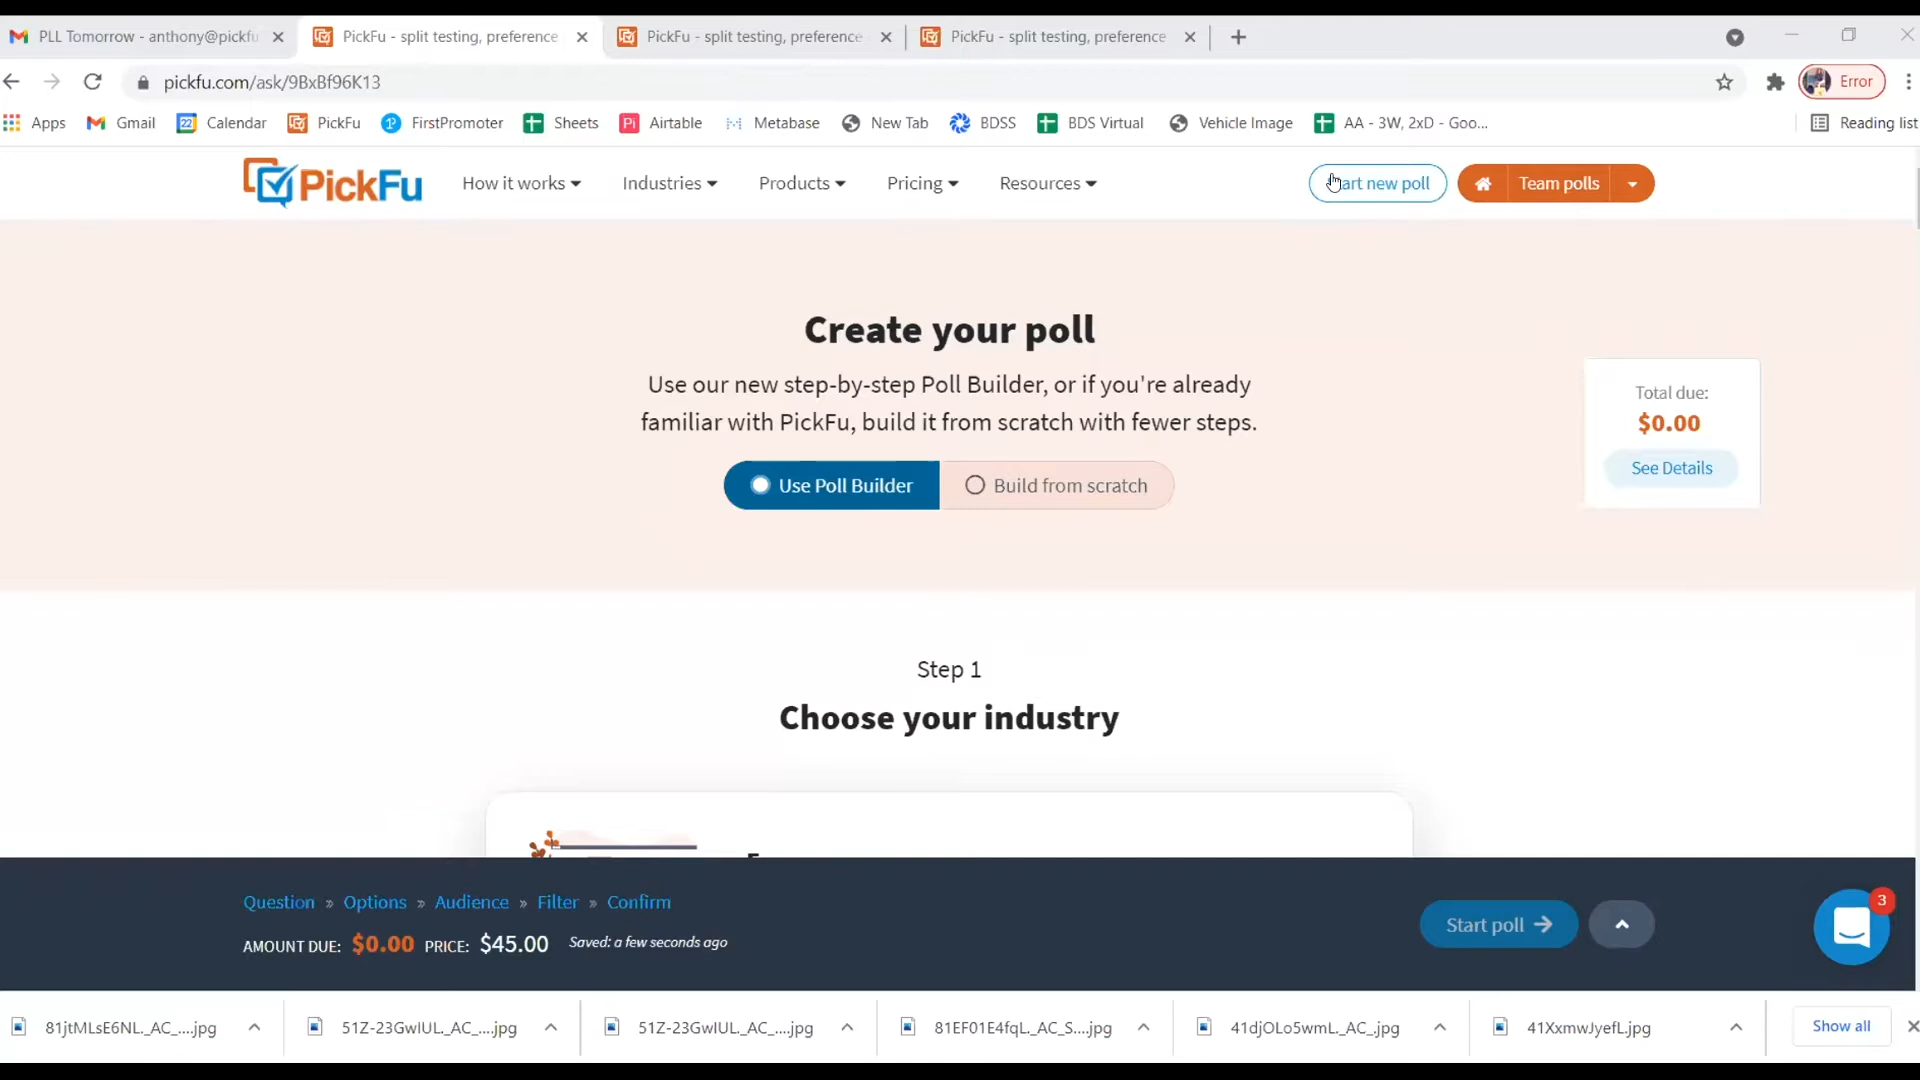 PLL Tomorrow - anthony@pickfu
PickFu - split testing, preference
PickFu - split testing, preference
PickFu - split testing, preference
pickfu.com/ask/9BxBf96K13
Error
Apps
Gmail
Calendar
PickFu
FirstPromoter
Sheets
Airtable
Metabase
New Tab
BDSS
BDS Virtual
Vehicle Image
AA - 3W, 2xD - Goo...
Reading list
PickFu
How it works
Industries
Products
Pricing
Resources
art new poll
Team polls
Create your poll
Use our new step-by-step Poll Builder, or if you're already
familiar with PickFu, build it from scratch with fewer steps.
Total due:
$0.00
See Details
Use Poll Builder
Build from scratch
Step 1
Choose your industry
Question » Options » Audience » Filter » Confirm
AMOUNT DUE: $0.00 PRICE: $45.00 Saved: a few seconds ago
Start poll
3
81jtMLsE6NL._AC_....jpg
51Z-23GwIUL._AC_....jpg
51Z-23GwIUL._AC_....jpg
81EF01E4fqL._AC_S....jpg
41djOLo5wmL._AC_.jpg
41XxmwJyefL.jpg
Show all